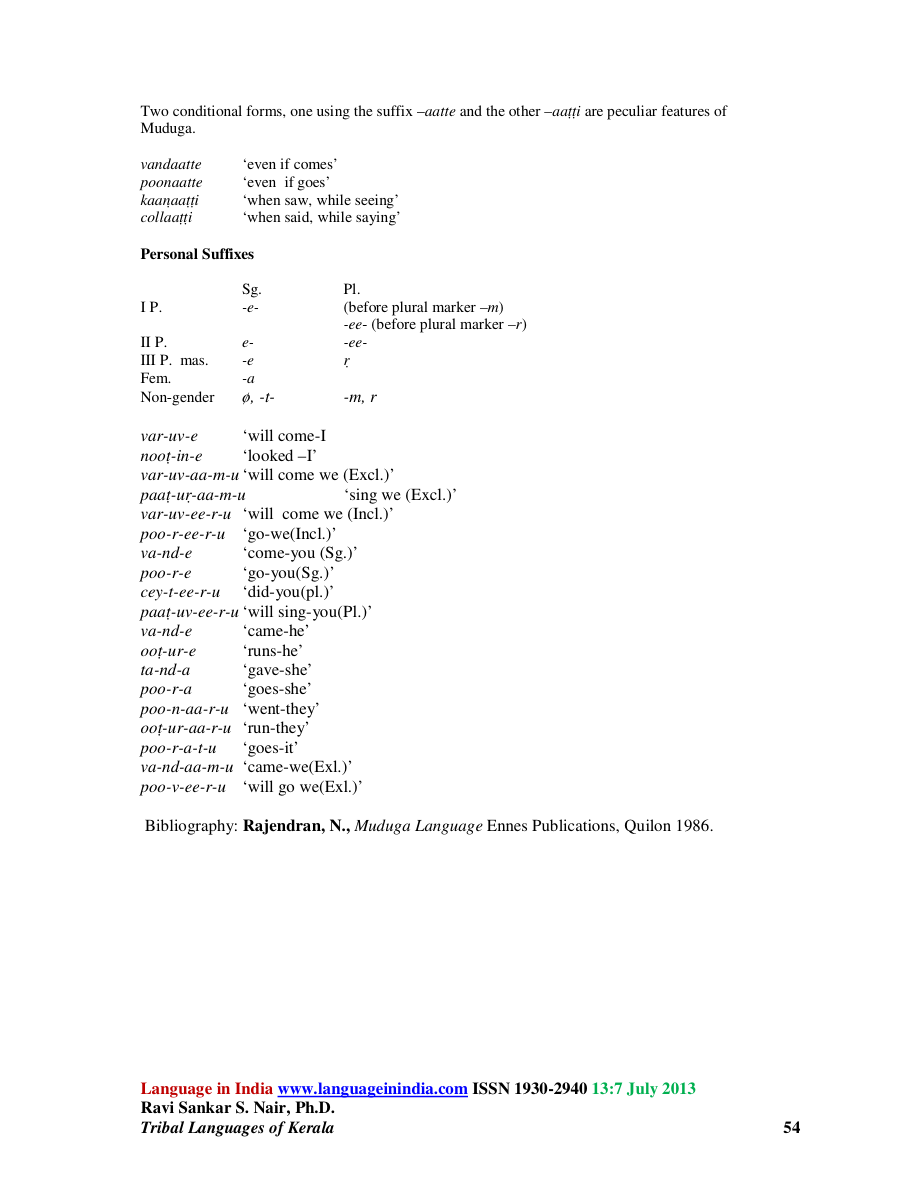 Two conditional forms, one using the suffix –aatte and the other –aaṭṭi are peculiar features of
Muduga.
vandaatte ‘even if comes’
poonaatte ‘even if goes’
kaaṇaaṭṭi ‘when saw, while seeing’
collaaṭṭi ‘when said, while saying’
Personal Suffixes
Sg. Pl.
I P. -e- (before plural marker –m)
-ee- (before plural marker –r)
II P. e- -ee-
III P. mas. -e ṛ
Fem. -a
Non-gender ø, -t- -m, r
var-uv-e ‘will come-I
nooṭ-in-e ‘looked –I’
var-uv-aa-m-u ‘will come we (Excl.)’
paaṭ-uṛ-aa-m-u ‘sing we (Excl.)’
var-uv-ee-r-u ‘will come we (Incl.)’
poo-r-ee-r-u ‘go-we(Incl.)’
va-nd-e ‘come-you (Sg.)’
poo-r-e ‘go-you(Sg.)’
cey-t-ee-r-u ‘did-you(pl.)’
paaṭ-uv-ee-r-u ‘will sing-you(Pl.)’
va-nd-e ‘came-he’
ooṭ-ur-e ‘runs-he’
ta-nd-a ‘gave-she’
poo-r-a ‘goes-she’
poo-n-aa-r-u ‘went-they’
ooṭ-ur-aa-r-u ‘run-they’
poo-r-a-t-u ‘goes-it’
va-nd-aa-m-u ‘came-we(Exl.)’
poo-v-ee-r-u ‘will go we(Exl.)’
Bibliography: Rajendran, N., Muduga Language Ennes Publications, Quilon 1986.
Language in India www.languageinindia.com ISSN 1930-2940 13:7 July 2013
Ravi Sankar S. Nair, Ph.D.
Tribal Languages of Kerala 54